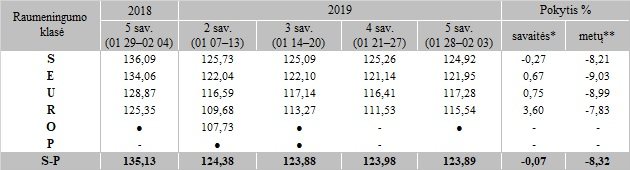 Raumeningumo klasė 2018 2019 Pokytis %
5 sav. (01 29–02 04) 2 sav. (01 07–13) 3 sav. (01 14–20) 4 sav. (01 21–27) 5 sav. (01 28–02 03) savaitės* metų**
S 136,09 125,73 125,09 125,26 124,92 -0,27 -8,21
E 134,06 122,04 122,10 121,14 121,95 0,67 -9,03
U 128,87 116,59 117,14 116,41 117,28 0,75 -8,99
R 125,35 109,68 113,27 111,53 115,54 3,60 -7,83
O ● 107,73 ● - ● - -
P - ● ● - - - -
S-P 135,13 124,38 123,88 123,98 123,89 -0,07 -8,32